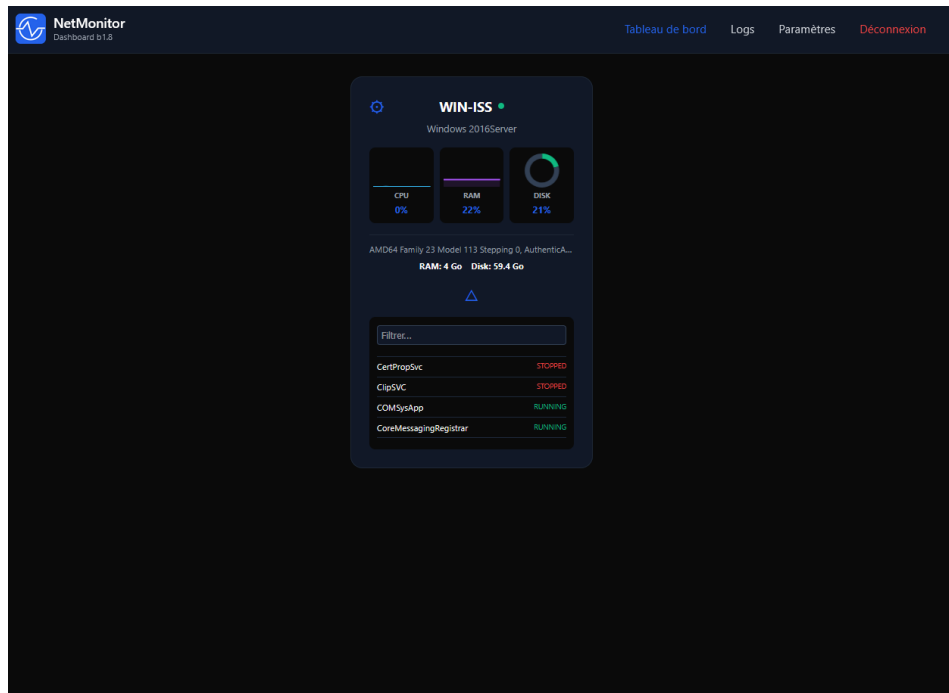 NetMonitor
Dashboard b1.8
Tableau de bord Logs Paramètres Déconnexion
WIN-ISS
Windows 2016Server
CPU RAM DISK
0% 22% 21%
AMD64 Family 23 Model 113 Stepping 0, AuthenticA...
RAM: 4 Go Disk: 59.4 Go
Filtrer...
CertPropSvc STOPPED
ClipSVC STOPPED
COMSysApp RUNNING
CoreMessagingRegistrar RUNNING